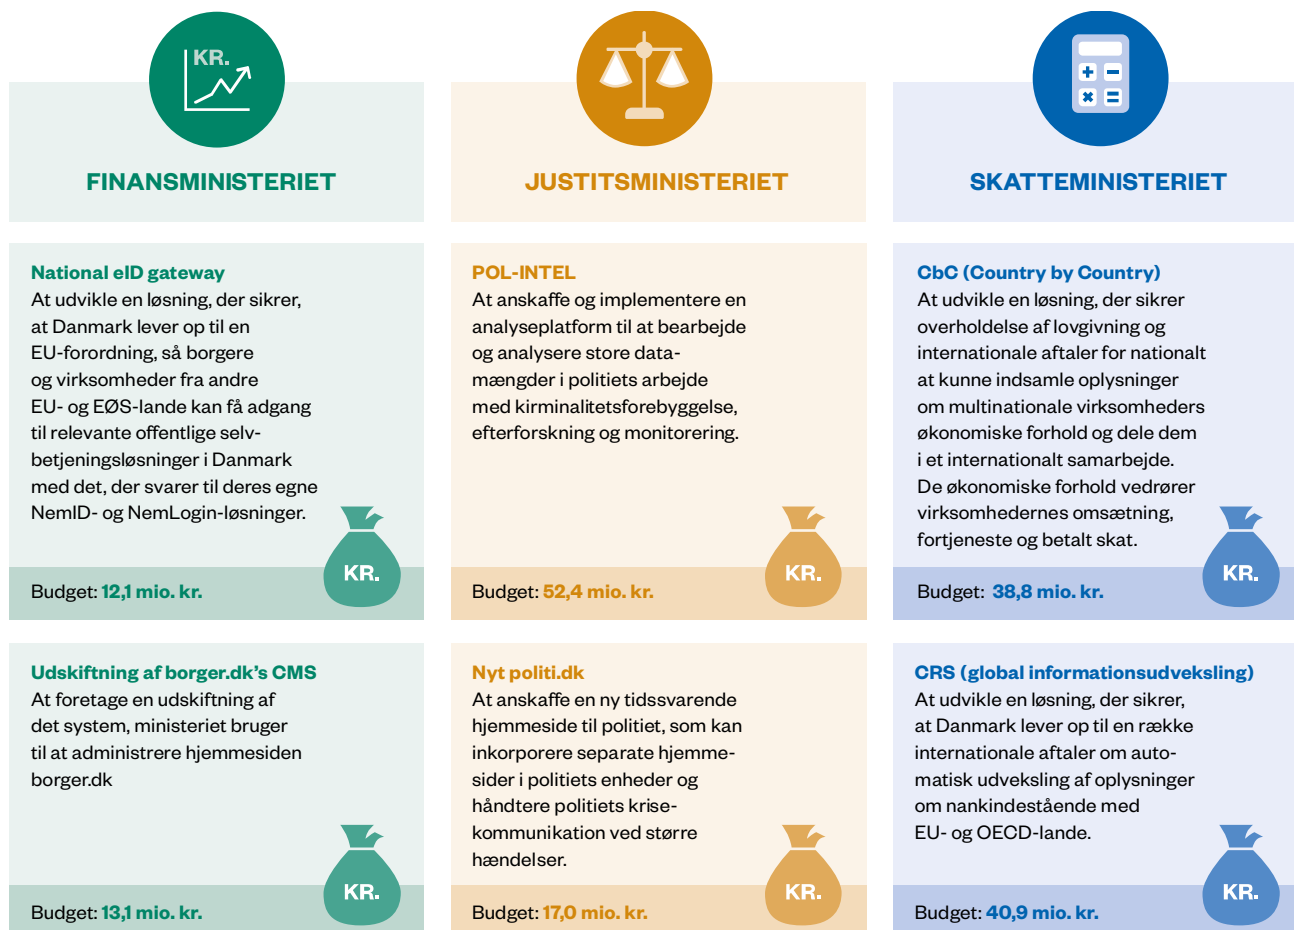 KR.
FINANSMINISTERIET
National eID gateway
At udvikle en løsning, der sikrer,
at Danmark lever op til en
EU-forordning, så borgere
og virksomheder fra andre
EU- og EØS-lande kan få adgang
til relevante offentlige selv-
betjeningsløsninger i Danmark
med det, der svarer til deres egne
NemID- og NemLogin-løsninger.
KR.
Budget: 12,1 mio. kr.
Udskiftning af borger.dk’s CMS
At foretage en udskiftning af
det system, ministeriet bruger
til at administrere hjemmesiden
borger.dk
KR.
Budget: 13,1 mio. kr.
JUSTITSMINISTERIET
POL-INTEL
At anskaffe og implementere en
analyseplatform til at bearbejde
og analysere store data-
mængder i politiets arbejde
med kirminalitetsforebyggelse,
efterforskning og monitorering.
KR.
Budget: 52,4 mio. kr.
Nyt politi.dk
At anskaffe en ny tidssvarende
hjemmeside til politiet, som kan
inkorporere separate hjemme-
sider i politiets enheder og
håndtere politiets krise-
kommunikation ved større
hændelser.
KR.
Budget: 17,0 mio. kr.
SKATTEMINISTERIET
CbC (Country by Country)
At udvikle en løsning, der sikrer
overholdelse af lovgivning og
internationale aftaler for nationalt
at kunne indsamle oplysninger
om multinationale virksomheders
økonomiske forhold og dele dem
i et internationalt samarbejde.
De økonomiske forhold vedrører
virksomhedernes omsætning,
fortjeneste og betalt skat.
KR.
Budget: 38,8 mio. kr.
CRS (global informationsudveksling)
At udvikle en løsning, der sikrer,
at Danmark lever op til en række
internationale aftaler om auto-
matisk udveksling af oplysninger
om nankindestående med
EU- og OECD-lande.
KR.
Budget: 40,9 mio. kr.